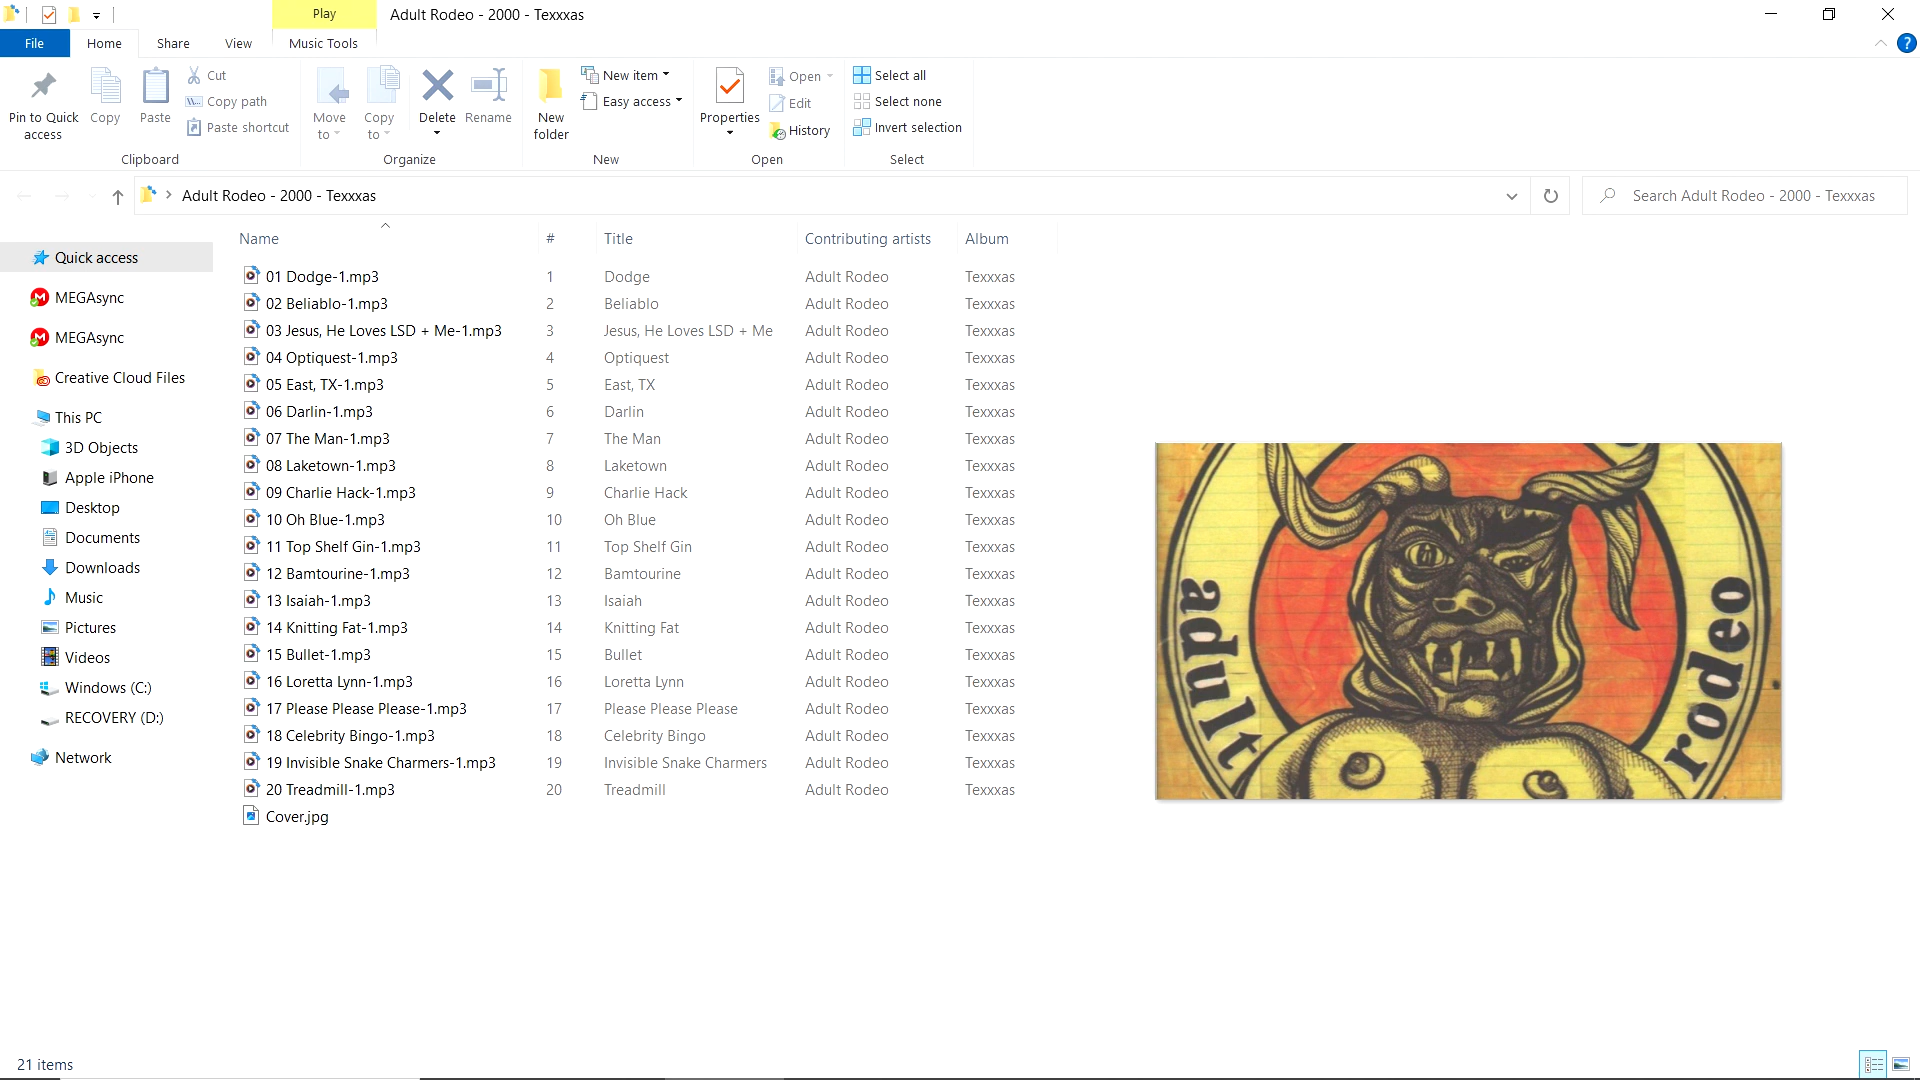 Play
Adult Rodeo - 2000 - Texxxas
File
Home
Share
View
Music Tools
Pin to Quick access
Copy
Paste
Cut
Copy path
Paste shortcut
Clipboard
Move to
Copy to
Delete
Rename
Organize
New folder
New item
Easy access
New
Properties
Open
Edit
History
Open
Select all
Select none
Invert selection
Select
Adult Rodeo - 2000 - Texxxas
Search Adult Rodeo - 2000 - Texxxas
Quick access
MEGAsync
MEGAsync
Creative Cloud Files
This PC
3D Objects
Apple iPhone
Desktop
Documents
Downloads
Music
Pictures
Videos
Windows (C:)
RECOVERY (D:)
Network
Name # Title Contributing artists Album
01 Dodge-1.mp3 1 Dodge Adult Rodeo Texxxas
02 Beliablo-1.mp3 2 Beliablo Adult Rodeo Texxxas
03 Jesus, He Loves LSD + Me-1.mp3 3 Jesus, He Loves LSD + Me Adult Rodeo Texxxas
04 Optiquest-1.mp3 4 Optiquest Adult Rodeo Texxxas
05 East, TX-1.mp3 5 East, TX Adult Rodeo Texxxas
06 Darlin-1.mp3 6 Darlin Adult Rodeo Texxxas
07 The Man-1.mp3 7 The Man Adult Rodeo Texxxas
08 Laketown-1.mp3 8 Laketown Adult Rodeo Texxxas
09 Charlie Hack-1.mp3 9 Charlie Hack Adult Rodeo Texxxas
10 Oh Blue-1.mp3 10 Oh Blue Adult Rodeo Texxxas
11 Top Shelf Gin-1.mp3 11 Top Shelf Gin Adult Rodeo Texxxas
12 Bamtourine-1.mp3 12 Bamtourine Adult Rodeo Texxxas
13 Isaiah-1.mp3 13 Isaiah Adult Rodeo Texxxas
14 Knitting Fat-1.mp3 14 Knitting Fat Adult Rodeo Texxxas
15 Bullet-1.mp3 15 Bullet Adult Rodeo Texxxas
16 Loretta Lynn-1.mp3 16 Loretta Lynn Adult Rodeo Texxxas
17 Please Please Please-1.mp3 17 Please Please Please Adult Rodeo Texxxas
18 Celebrity Bingo-1.mp3 18 Celebrity Bingo Adult Rodeo Texxxas
19 Invisible Snake Charmers-1.mp3 19 Invisible Snake Charmers Adult Rodeo Texxxas
20 Treadmill-1.mp3 20 Treadmill Adult Rodeo Texxxas
Cover.jpg
adult rodeo
21 items